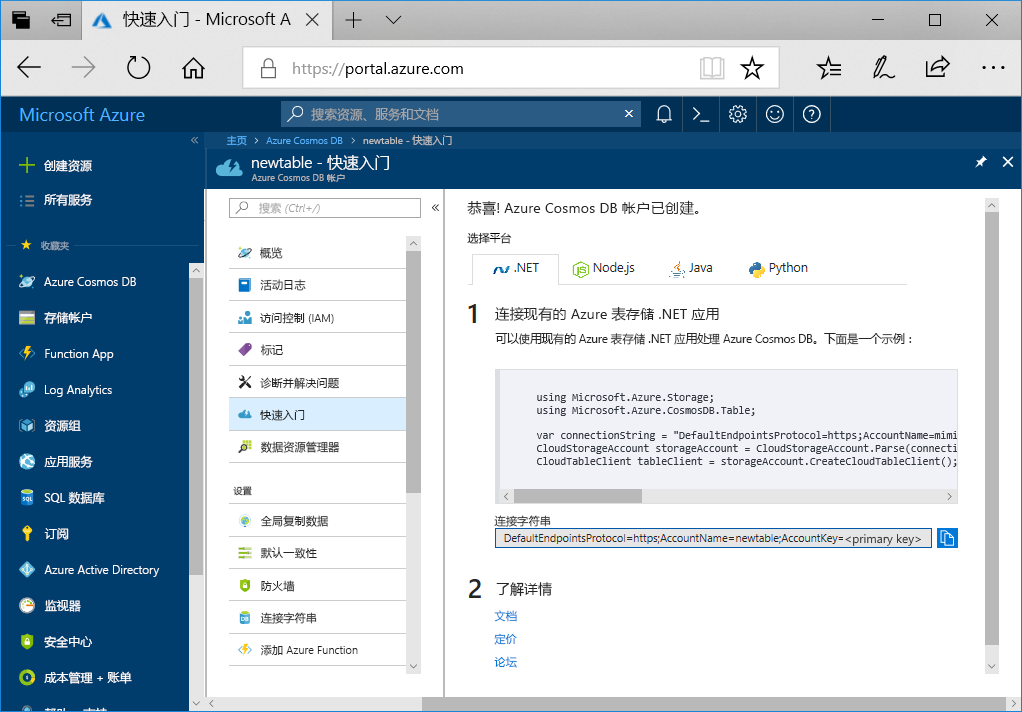 快速入门 - Microsoft A
https://portal.azure.com
Microsoft Azure
搜索资源、服务和文档
主页 > Azure Cosmos DB > newtable - 快速入门
newtable - 快速入门
Azure Cosmos DB 帐户
创建资源
所有服务
收藏夹
Azure Cosmos DB
存储帐户
Function App
Log Analytics
资源组
应用服务
SQL 数据库
订阅
Azure Active Directory
监视器
安全中心
成本管理 + 账单
搜索 (Ctrl+/)
概览
活动日志
访问控制 (IAM)
标记
诊断并解决问题
快速入门
数据资源管理器
设置
全局复制数据
默认一致性
防火墙
连接字符串
添加 Azure Function
恭喜! Azure Cosmos DB 帐户已创建。
选择平台
.NET
Node.js
Java
Python
1 连接现有的 Azure 表存储 .NET 应用
可以使用现有的 Azure 表存储 .NET 应用处理 Azure Cosmos DB。下面是一个示例：
using Microsoft.Azure.Storage;
using Microsoft.Azure.CosmosDB.Table;
var connectionString = "DefaultEndpointsProtocol=https;AccountName=mimi
CloudStorageAccount storageAccount = CloudStorageAccount.Parse(connecti
CloudTableClient tableClient = storageAccount.CreateCloudTableClient();
连接字符串
DefaultEndpointsProtocol=https;AccountName=newtable;AccountKey=<primary key>
2 了解详情
文档
定价
论坛